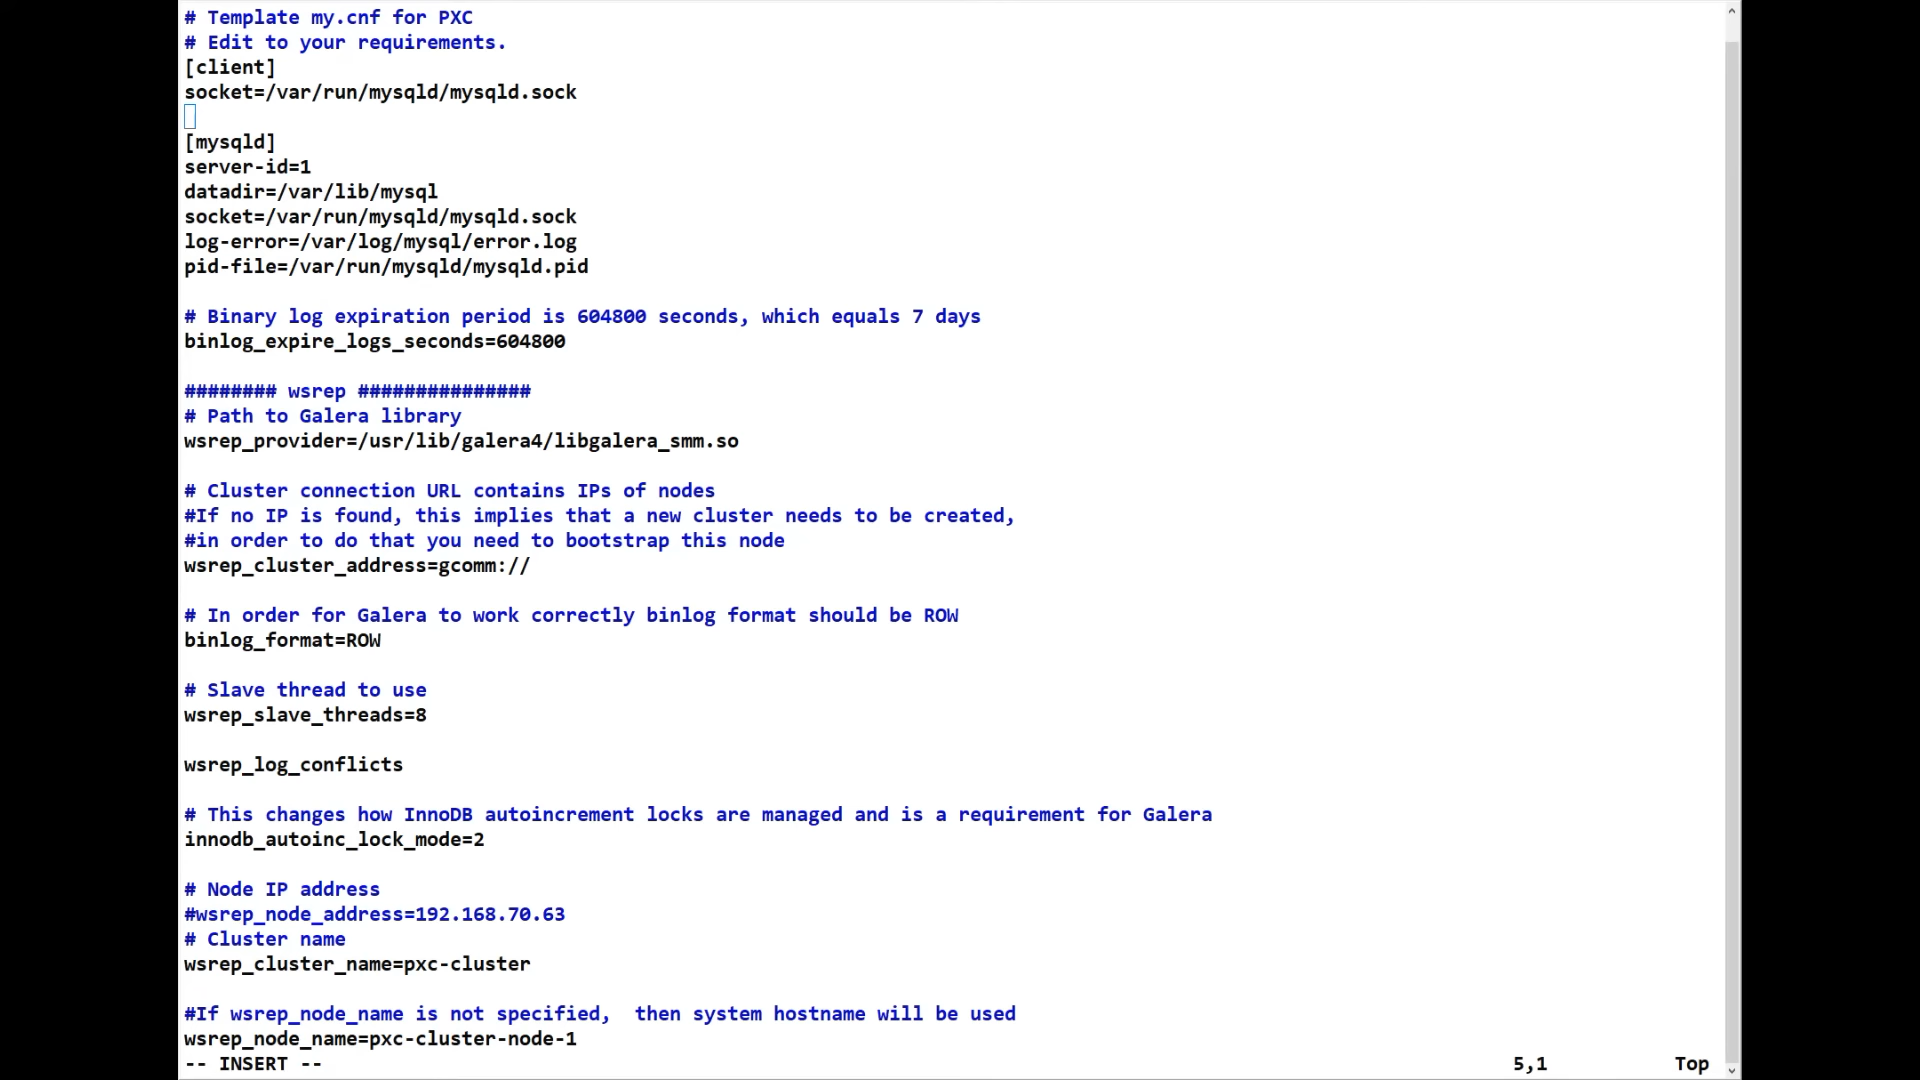 # Template my.cnf for PXC
# Edit to your requirements.
[client]
socket=/var/run/mysqld/mysqld.sock
[mysqld]
server-id=1
datadir=/var/lib/mysql
socket=/var/run/mysqld/mysqld.sock
log-error=/var/log/mysql/error.log
pid-file=/var/run/mysqld/mysqld.pid
# Binary log expiration period is 604800 seconds, which equals 7 days
binlog_expire_logs_seconds=604800
######## wsrep ###############
# Path to Galera library
wsrep_provider=/usr/lib/galera4/libgalera_smm.so
# Cluster connection URL contains IPs of nodes
#If no IP is found, this implies that a new cluster needs to be created,
#in order to do that you need to bootstrap this node
wsrep_cluster_address=gcomm://
# In order for Galera to work correctly binlog format should be ROW
binlog_format=ROW
# Slave thread to use
wsrep_slave_threads=8
wsrep_log_conflicts
# This changes how InnoDB autoincrement locks are managed and is a requirement for Galera
innodb_autoinc_lock_mode=2
# Node IP address
#wsrep_node_address=192.168.70.63
# Cluster name
wsrep_cluster_name=pxc-cluster
#If wsrep_node_name is not specified,  then system hostname will be used
wsrep_node_name=pxc-cluster-node-1
-- INSERT -- 5,1 Top